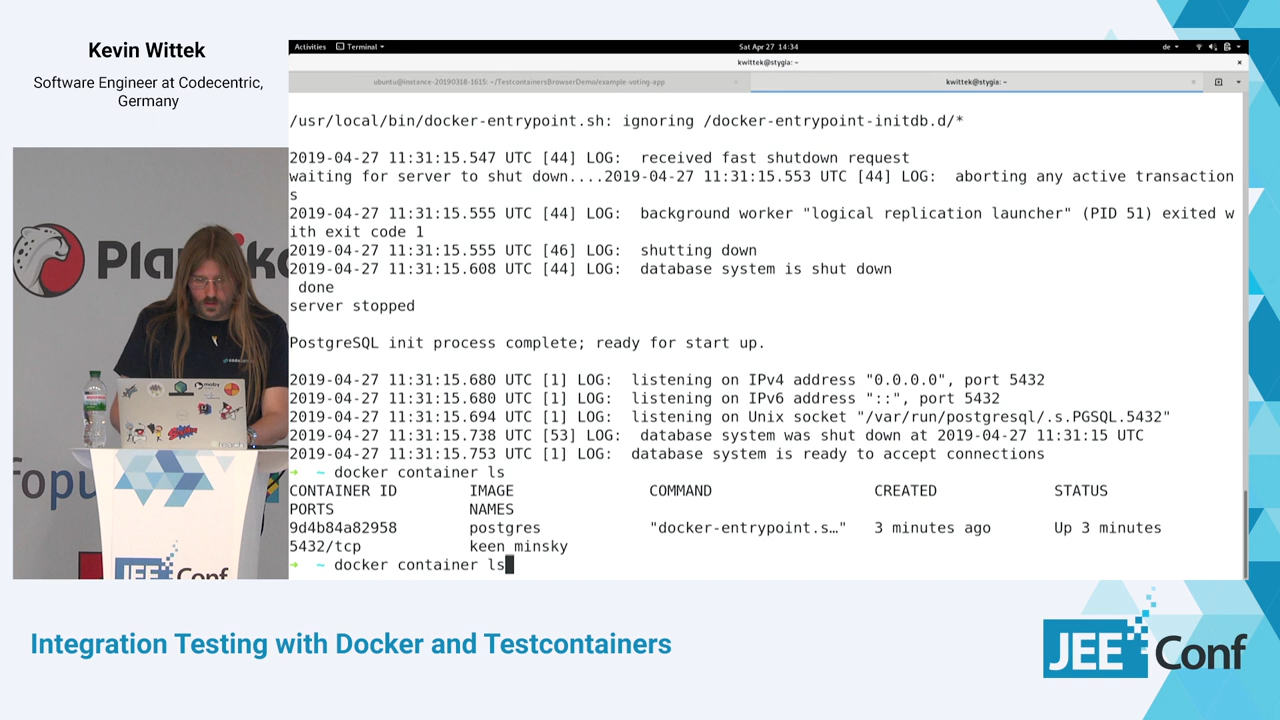 Kevin Wittek
Software Engineer at Codecentric,
Germany
Activities
Terminal
Sat Apr 27 14:34
de
kwittek@stygia: ~
ubuntu@instance-20190318-1615: ~/TestcontainersBrowserDemo/example-voting-app
kwittek@stygia: ~
/usr/local/bin/docker-entrypoint.sh: ignoring /docker-entrypoint-initdb.d/*
2019-04-27 11:31:15.547 UTC [44] LOG:  received fast shutdown request
waiting for server to shut down....2019-04-27 11:31:15.553 UTC [44] LOG:  aborting any active transaction
s
2019-04-27 11:31:15.555 UTC [44] LOG:  background worker "logical replication launcher" (PID 51) exited w
ith exit code 1
2019-04-27 11:31:15.555 UTC [46] LOG:  shutting down
2019-04-27 11:31:15.608 UTC [44] LOG:  database system is shut down
done
server stopped
PostgreSQL init process complete; ready for start up.
2019-04-27 11:31:15.680 UTC [1] LOG:  listening on IPv4 address "0.0.0.0", port 5432
2019-04-27 11:31:15.680 UTC [1] LOG:  listening on IPv6 address "::", port 5432
2019-04-27 11:31:15.694 UTC [1] LOG:  listening on Unix socket "/var/run/postgresql/.s.PGSQL.5432"
2019-04-27 11:31:15.738 UTC [53] LOG:  database system was shut down at 2019-04-27 11:31:15 UTC
2019-04-27 11:31:15.753 UTC [1] LOG:  database system is ready to accept connections
➜ ~ docker container ls
CONTAINER ID IMAGE COMMAND CREATED STATUS
PORTS NAMES
9d4b84a82958 postgres "docker-entrypoint.s…" 3 minutes ago Up 3 minutes
5432/tcp keen_minsky
➜ ~ docker container ls
moby
JEE Conf
Integration Testing with Docker and Testcontainers
JEE Conf